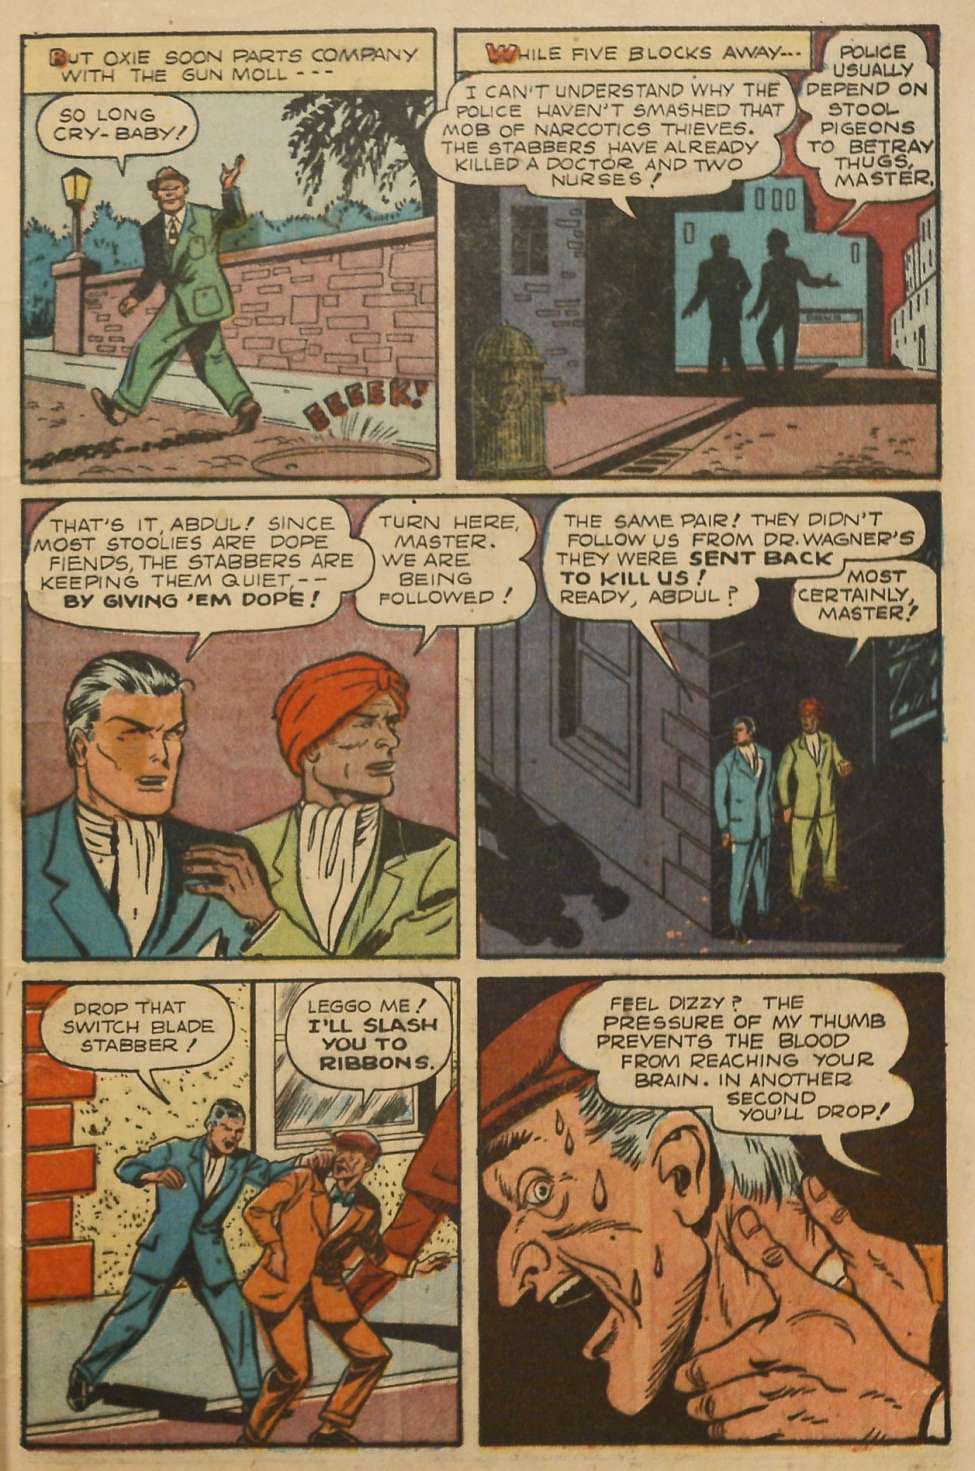 BUT OXIE SOON PARTS COMPANY
WITH THE GUN MOLL ---
SO LONG
CRY-BABY!
EEEEK!
WHILE FIVE BLOCKS AWAY---
I CAN'T UNDERSTAND WHY THE
POLICE HAVEN'T SMASHED THAT
MOB OF NARCOTICS THIEVES.
THE STABBERS HAVE ALREADY
KILLED A DOCTOR AND TWO
NURSES!
POLICE
USUALLY
DEPEND ON
STOOL
PIGEONS
TO BETRAY
THUGS,
MASTER.
THAT'S IT, ABDUL! SINCE
MOST STOOLIES ARE DOPE
FIENDS, THE STABBERS ARE
KEEPING THEM QUIET,--
BY GIVING 'EM DOPE!
TURN HERE,
MASTER.
WE ARE
BEING
FOLLOWED!
THE SAME PAIR! THEY DIDN'T
FOLLOW US FROM DR. WAGNER'S
THEY WERE SENT BACK
TO KILL US!
READY, ABDUL?
MOST
CERTAINLY,
MASTER!
DROP THAT
SWITCH BLADE
STABBER!
LEGGO ME!
I'LL SLASH
YOU TO
RIBBONS.
FEEL DIZZY? THE
PRESSURE OF MY THUMB
PREVENTS THE BLOOD
FROM REACHING YOUR
BRAIN. IN ANOTHER
SECOND
YOU'LL DROP!